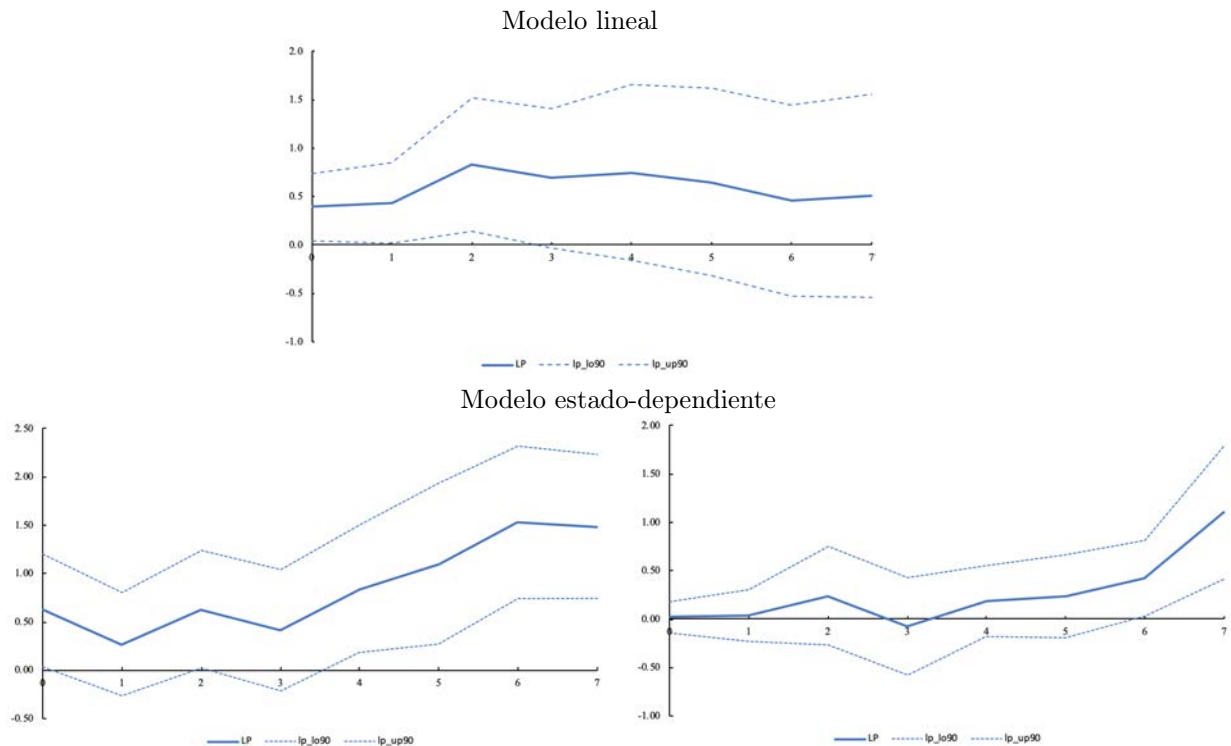 Modelo lineal
2.0
1.5
1.0
0.5
0.0
-0.5
-1.0
0 1 2 3 4 5 6 7
LP lp_lo90 lp_up90
Modelo estado-dependiente
2.50
2.00
1.50
1.00
0.50
0.00
-0.50
0 1 2 3 4 5 6 7
LP lp_lo90 lp_up90
2.00
1.50
1.00
0.50
0.00
-0.50
-1.00
0 1 2 3 4 5 6 7
LP lp_lo90 lp_up90